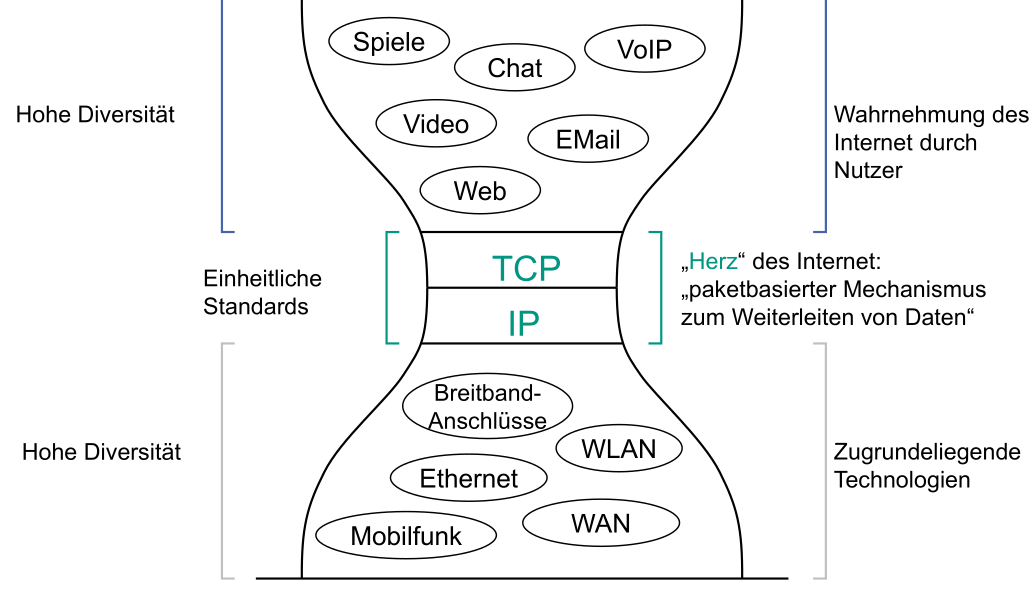 Spiele
Chat
VoIP
Hohe Diversität
Video
EMail
Web
Wahrnehmung des
Internet durch
Nutzer
Einheitliche
Standards
TCP
IP
„Herz“ des Internet:
„paketbasierter Mechanismus
zum Weiterleiten von Daten“
Breitband-
Anschlüsse
WLAN
Hohe Diversität
Ethernet
Mobilfunk
WAN
Zugrundeliegende
Technologien